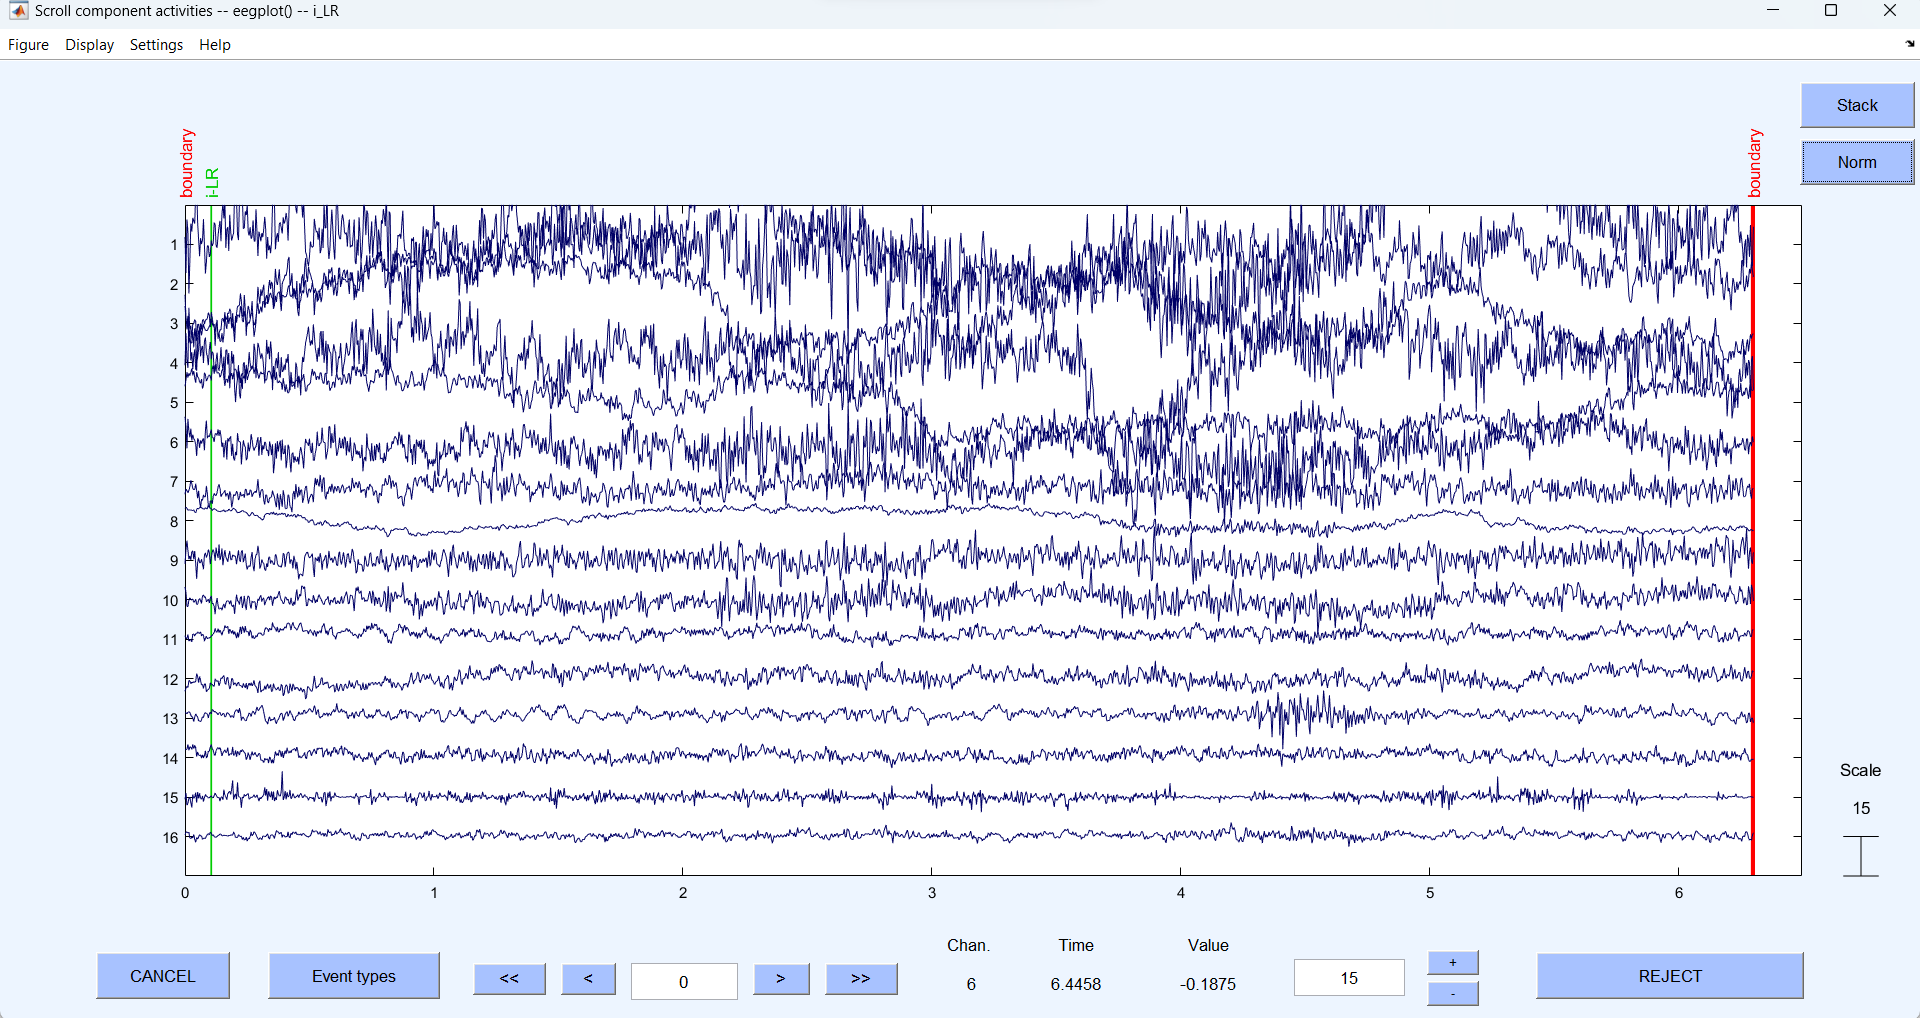 Scroll component activities -- eegplot() -- i_LR
Figure Display Settings Help
Stack
Norm
boundary
i-LR
boundary
1
2
3
4
5
6
7
8
9
10
11
12
13
14
15
16
0 1 2 3 4 5 6
Scale
15
Chan. Time Value
6 6.4458 -0.1875
CANCEL Event types << < 0 > >> 15 + - REJECT